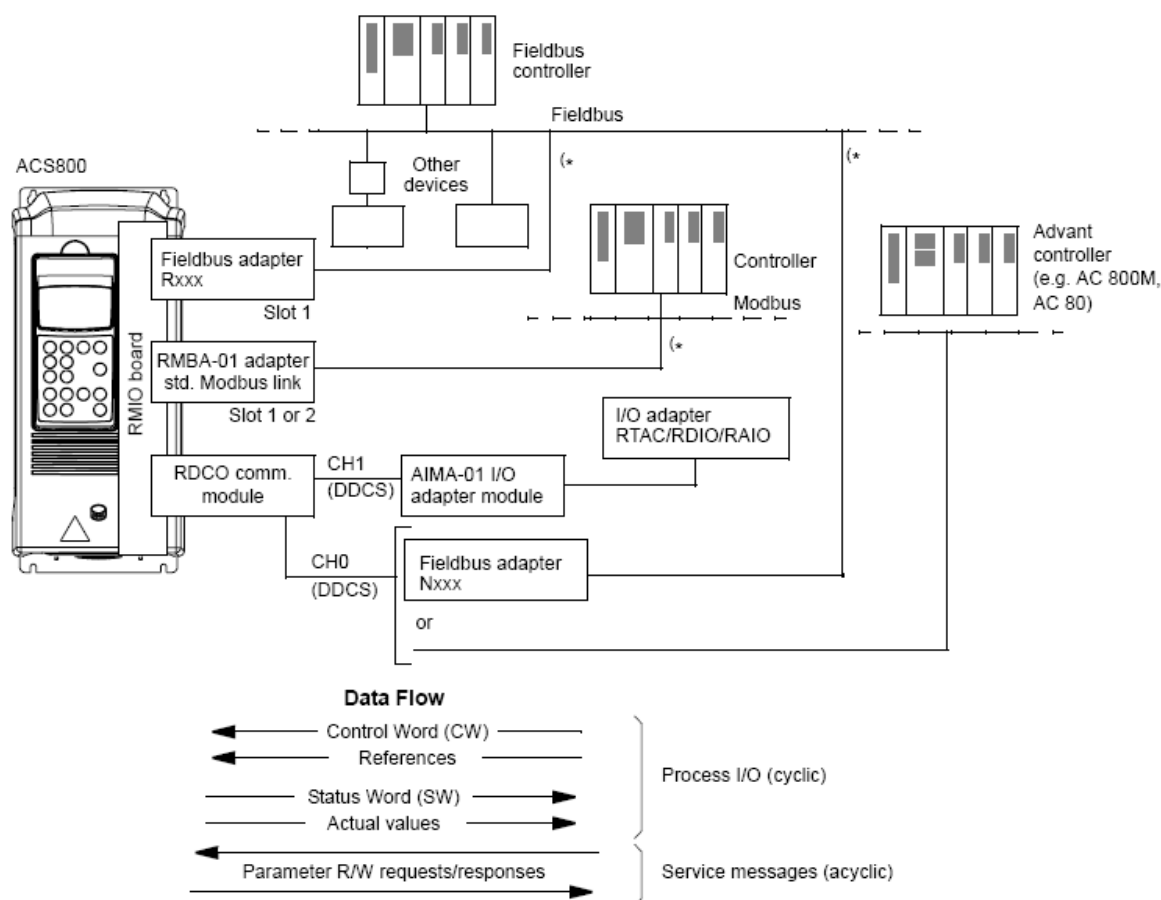 Fieldbus
controller
Fieldbus
ACS800
Other
devices
(*
(*
Fieldbus adapter
Rxxx
Slot 1
Controller
Modbus
Advant
controller
(e.g. AC 800M,
AC 80)
(*
RMIO board
RMBA-01 adapter
std. Modbus link
Slot 1 or 2
I/O adapter
RTAC/RDIO/RAIO
RDCO comm.
module
CH1
(DDCS)
AIMA-01 I/O
adapter module
CH0
(DDCS)
Fieldbus adapter
Nxxx
or
Data Flow
Control Word (CW)
References
Process I/O (cyclic)
Status Word (SW)
Actual values
Parameter R/W requests/responses
Service messages (acyclic)